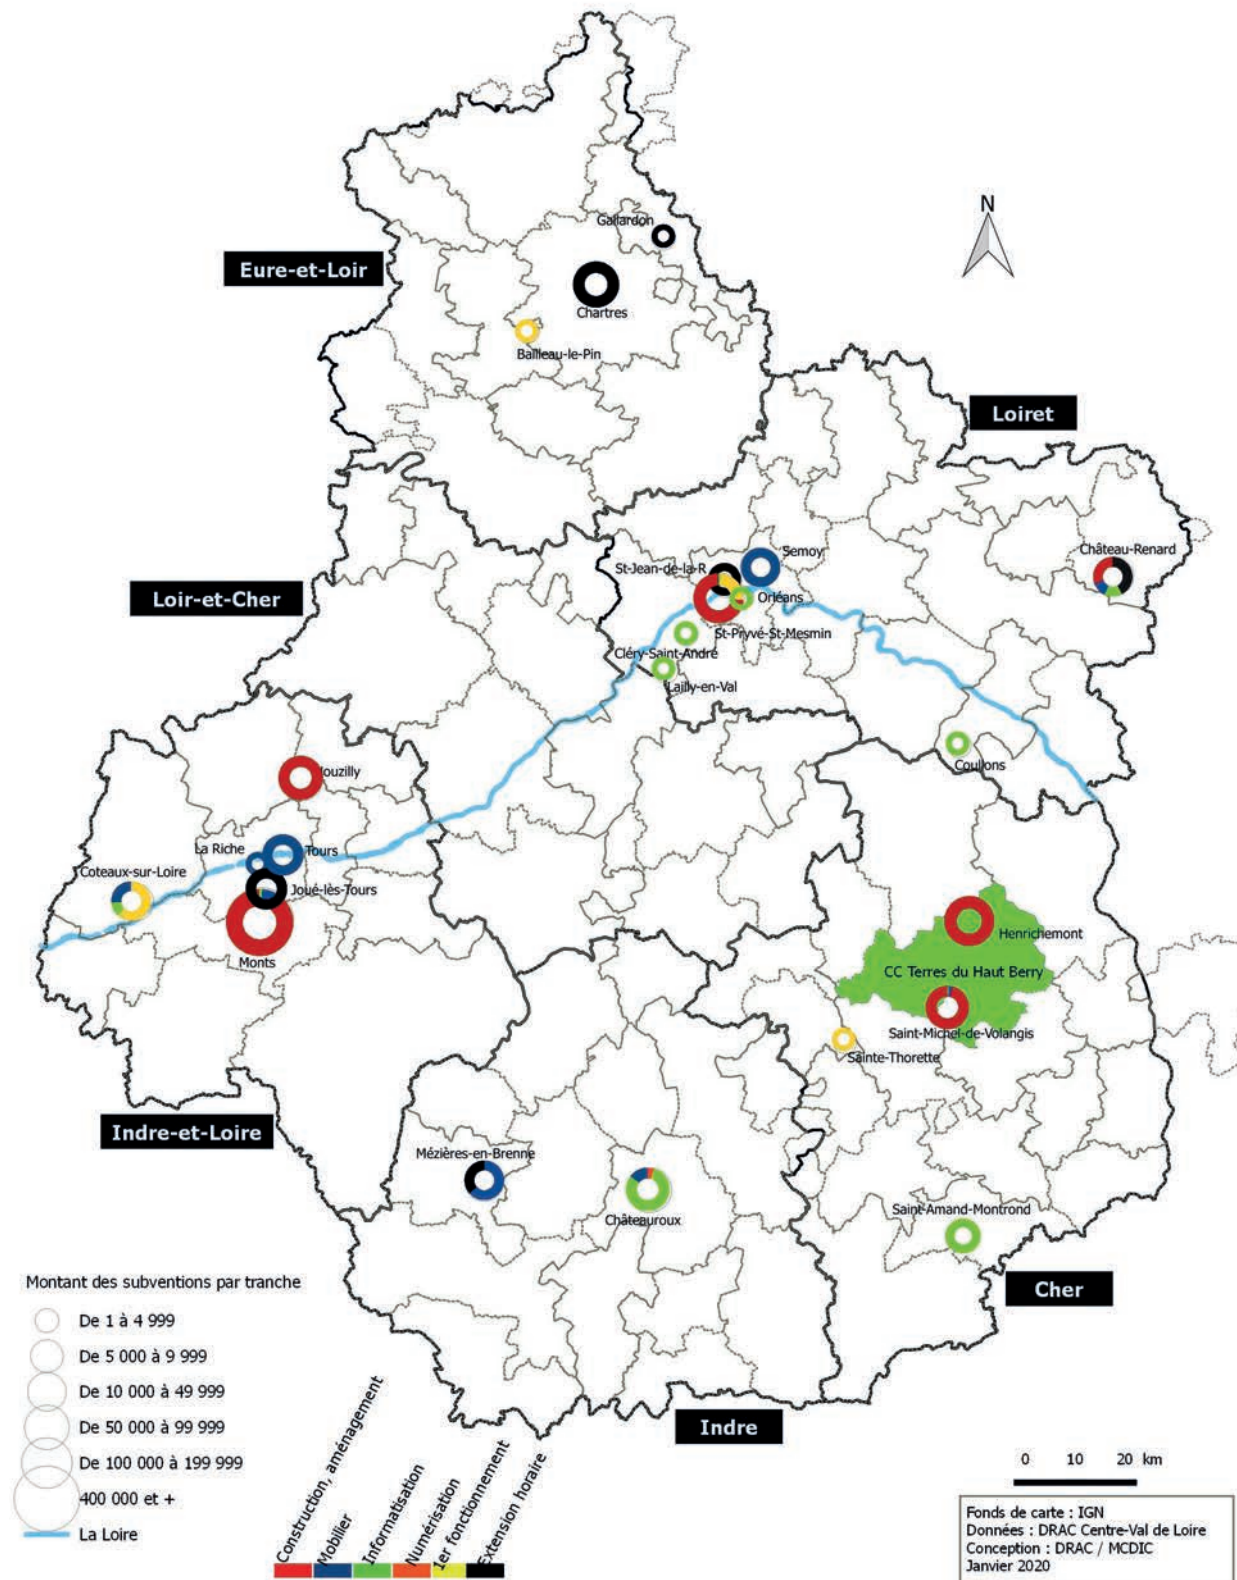 N
Gallardon
Eure-et-Loir
Chartres
Bailleau-le-Pin
Loiret
Semoy
Château-Renard
St-Jean-de-la-R
Loir-et-Cher
Orléans
St-Pryvé-St-Mesmin
Cléry-Saint-André
Lailly-en-Val
Coullons
ouzilly
La Riche
Tours
Coteaux-sur-Loire
Joué-lès-Tours
Henrichemont
Monts
CC Terres du Haut Berry
Saint-Michel-de-Volangis
Sainte-Thorette
Indre-et-Loire
Mézières-en-Brenne
Châteauroux
Saint-Amand-Montrond
Cher
Montant des subventions par tranche
De 1 à 4 999
De 5 000 à 9 999
De 10 000 à 49 999
De 50 000 à 99 999
De 100 000 à 199 999
400 000 et +
La Loire
Indre
Construction, aménagement
Mobilier
Informatisation
Numérisation
1er fonctionnement
Extension horaire
0 10 20 km
Fonds de carte : IGN
Données : DRAC Centre-Val de Loire
Conception : DRAC / MCDIC
Janvier 2020